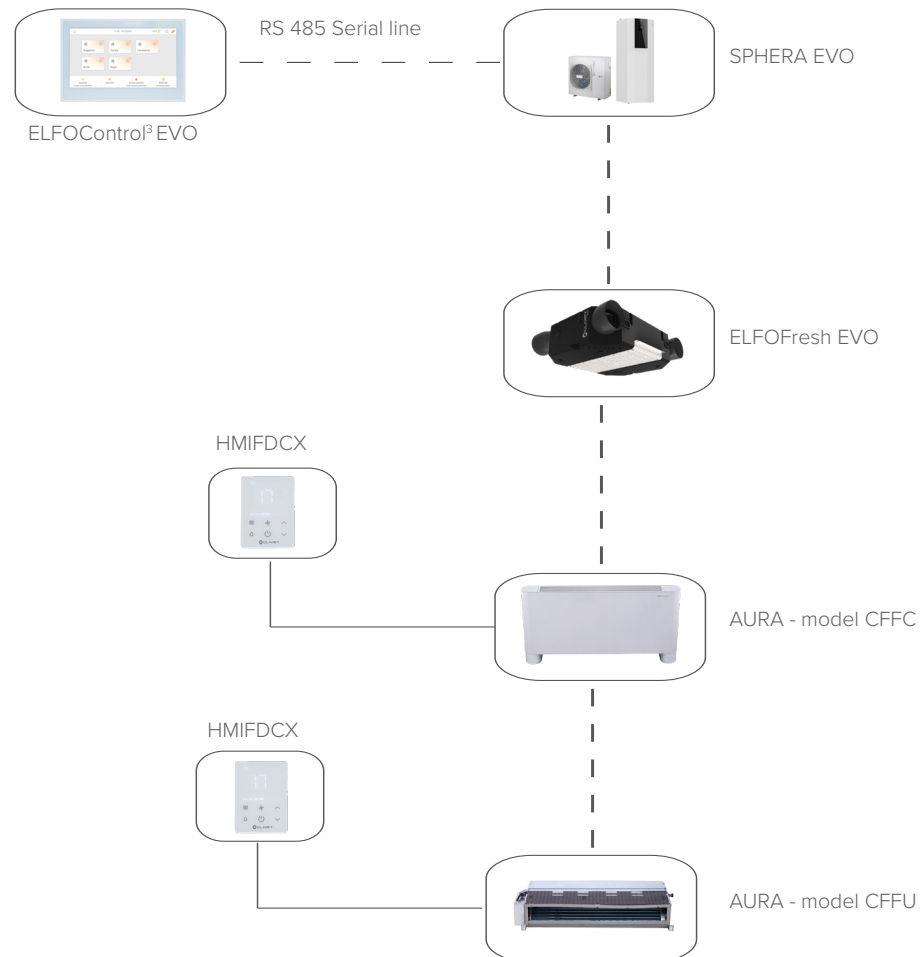 RS 485 Serial line
SPHERA EVO
ELFOControl³ EVO
ELFOFresh EVO
HMIFDCX
AURA - model CFFC
HMIFDCX
AURA - model CFFU